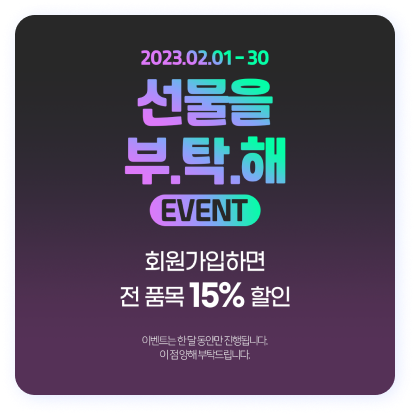 2023.02.01 - 30
선물을
부.탁.해
EVENT
회원가입하면
전 품목 15% 할인
이벤트는 한 달 동안만 진행됩니다.
이 점 양해 부탁드립니다.